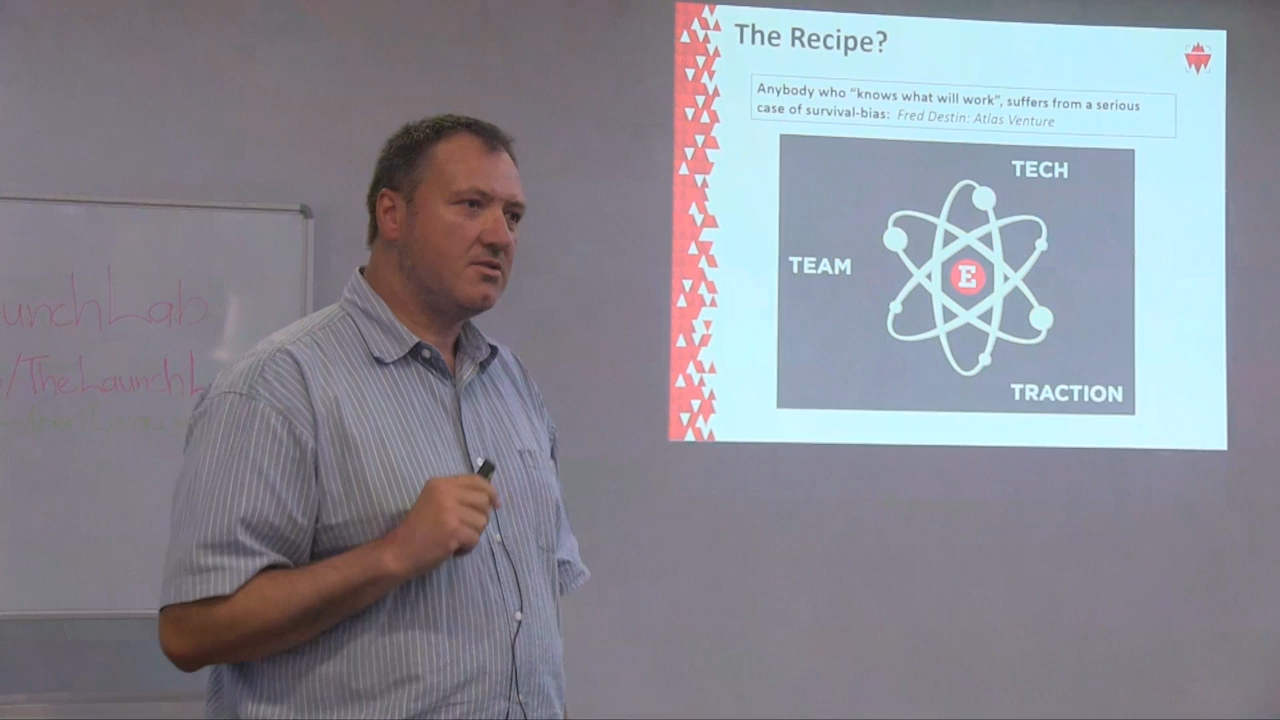 The Recipe?
Anybody who “knows what will work”, suffers from a serious
case of survival-bias: Fred Destin: Atlas Venture
TECH
TEAM
E
TRACTION
unchLab
/TheLaunchL